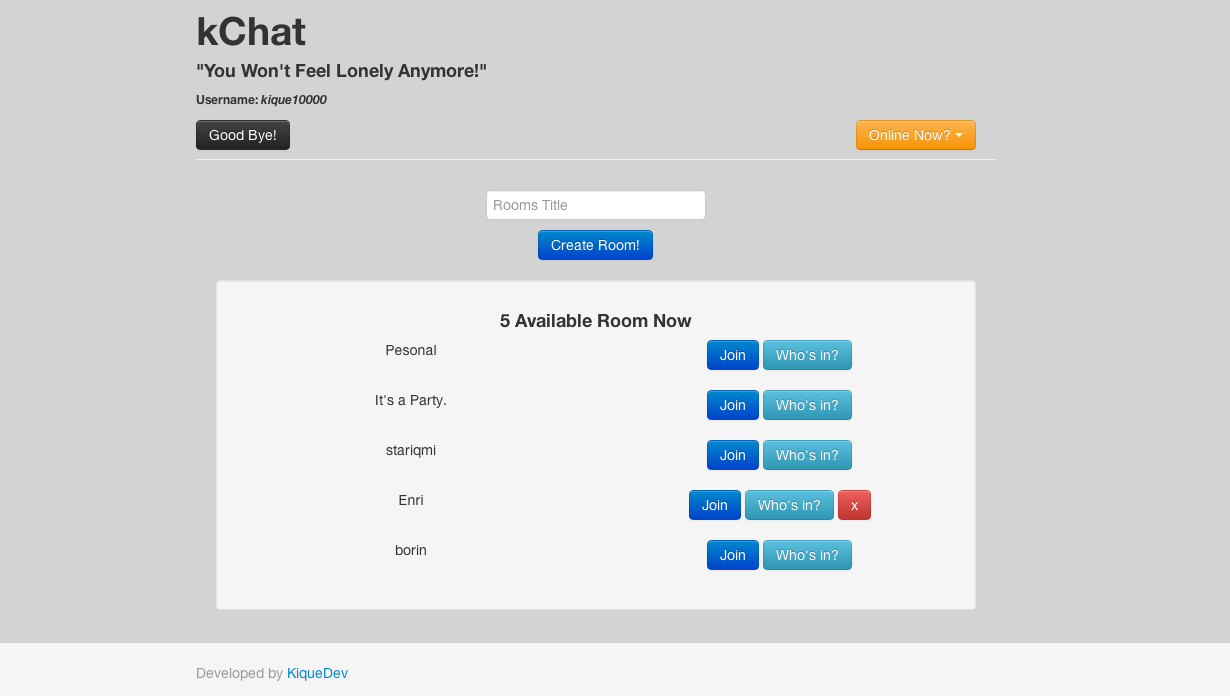 kChat
"You Won't Feel Lonely Anymore!"
Username: kique10000
Good Bye! Online Now?
Rooms Title
Create Room!
5 Available Room Now
Pesonal Join Who's in?
It's a Party. Join Who's in?
stariqmi Join Who's in?
Enri Join Who's in? x
borin Join Who's in?
Developed by KiqueDev